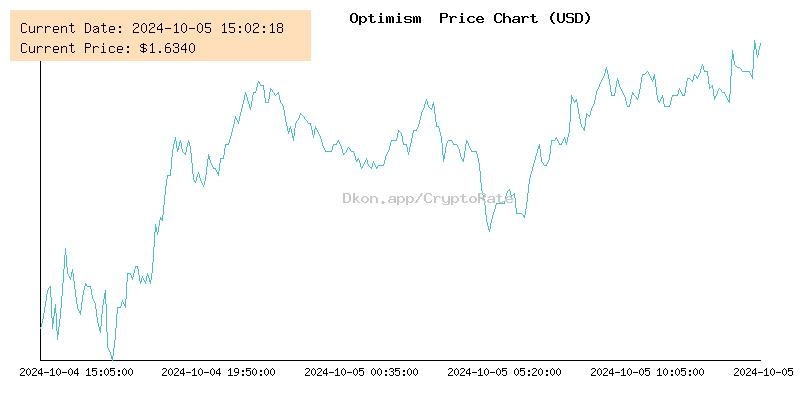 Optimism  Price Chart (USD)
Current Date: 2024-10-05 15:02:18
Current Price: $1.6340
Dkon.app/CryptoRate
2024-10-04 15:05:00 2024-10-04 19:50:00 2024-10-05 00:35:00 2024-10-05 05:20:00 2024-10-05 10:05:00 2024-10-05